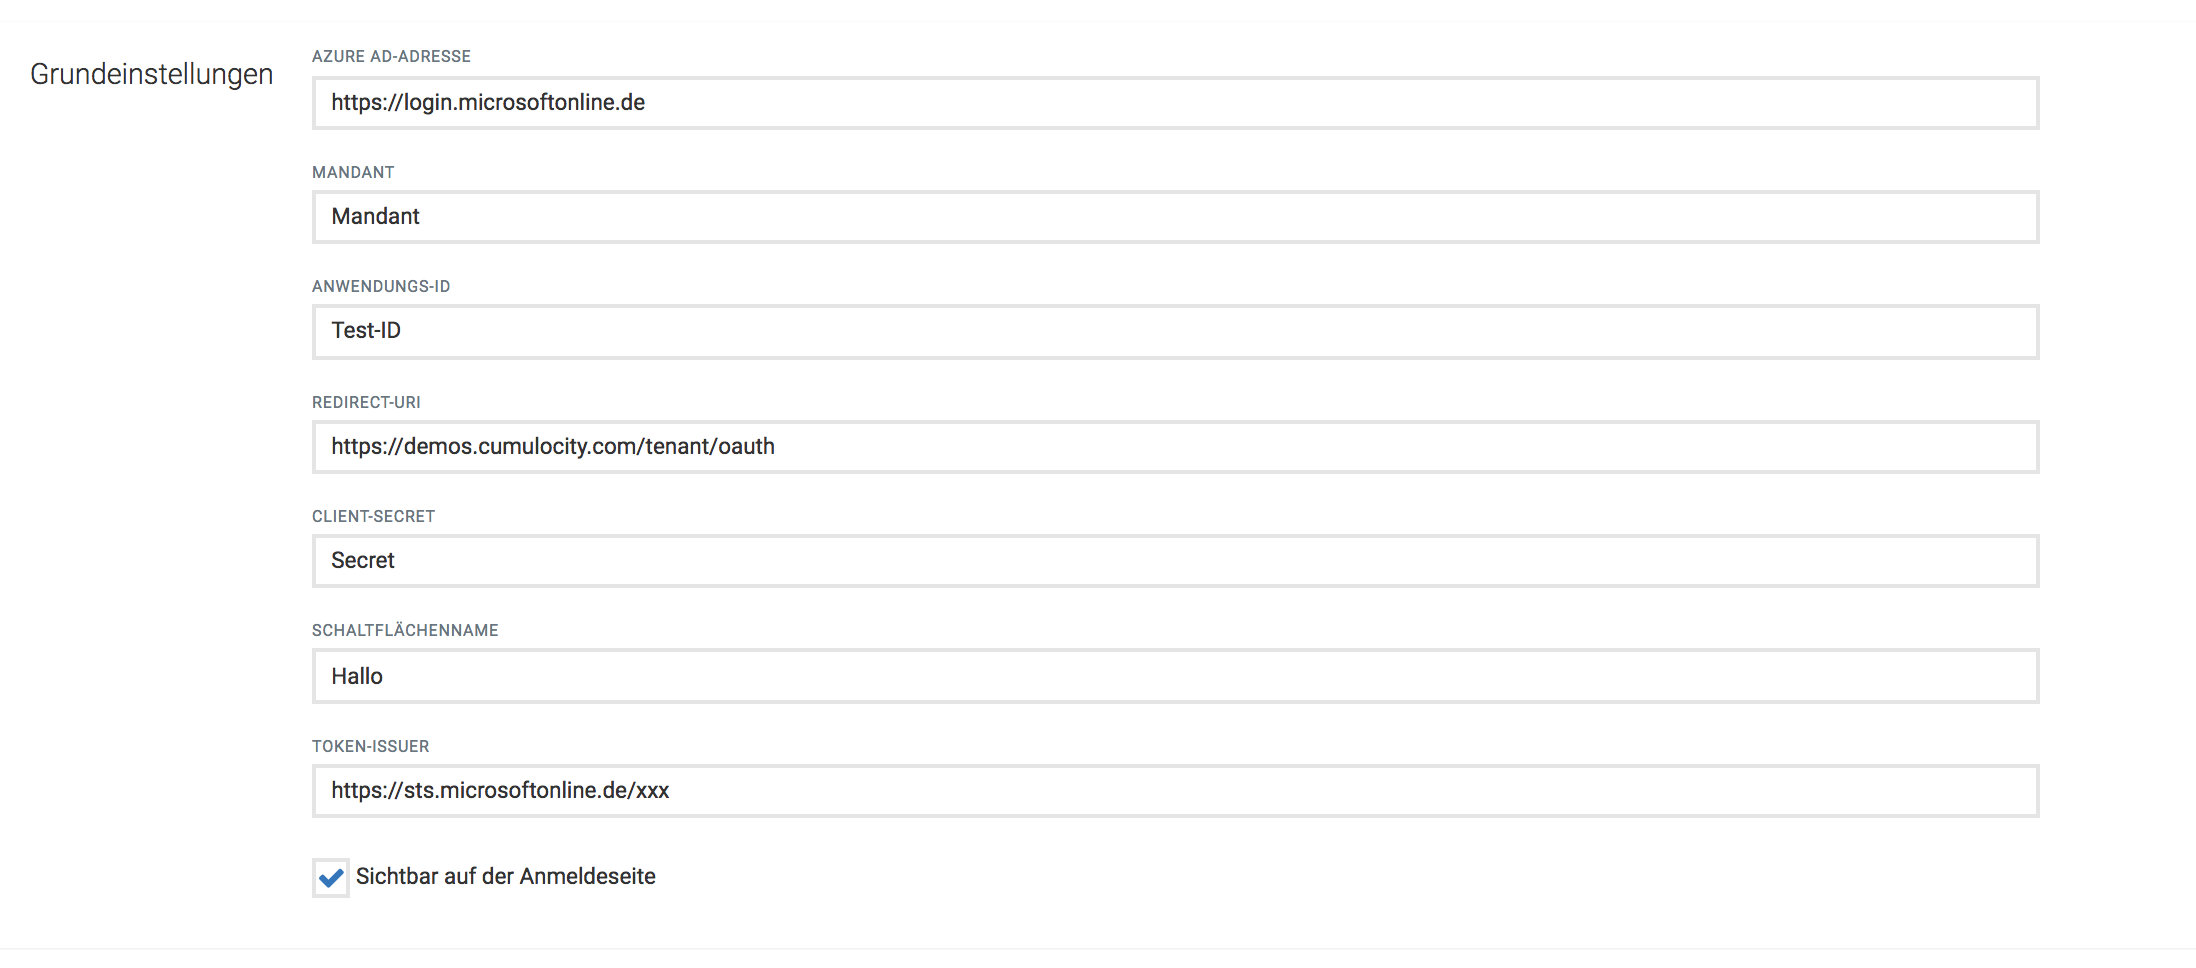 Grundeinstellungen
AZURE AD-ADRESSE
https://login.microsoftonline.de
MANDANT
Mandant
ANWENDUNGS-ID
Test-ID
REDIRECT-URI
https://demos.cumulocity.com/tenant/oauth
CLIENT-SECRET
Secret
SCHALTFLÄCHENNAME
Hallo
TOKEN-ISSUER
https://sts.microsoftonline.de/xxx
Sichtbar auf der Anmeldeseite